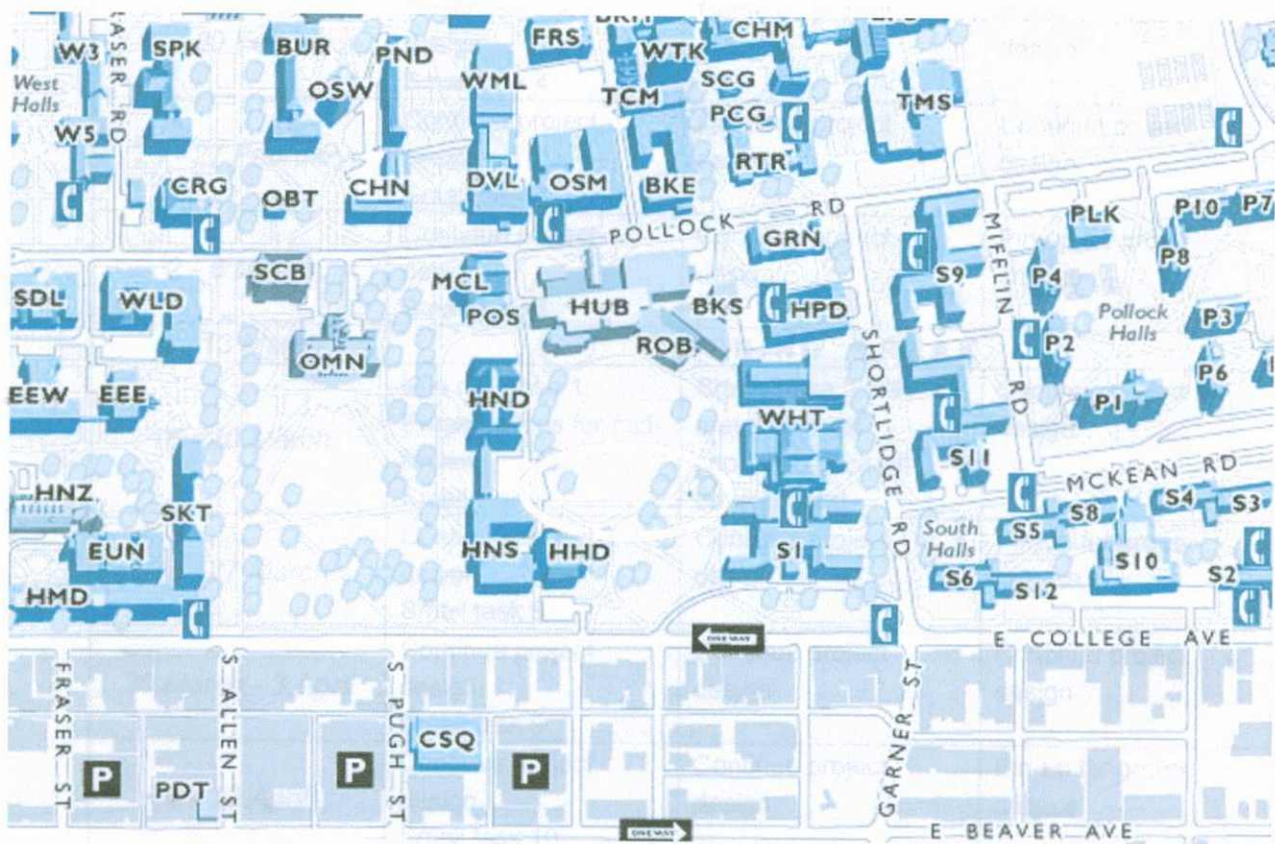 FRS
WTK
CHM
W3
FRASER RD
SPK
BUR
PND
WML
SCG
West
Halls
OSW
TCM
TMS
PCG
W5
RTR
CRG
OBT
CHN
DVL
OSM
BKE
POLLOCK RD
GRN
PLK
P10
P7
MIFFLIN RD
SCB
MCL
S9
P4
P8
SDL
WLD
POS
HUB
BKS
HPD
Pollock
Halls
P3
OMN
ROB
SHORTLIDGE RD
P2
EEW
EEE
HND
WHT
P1
P6
S11
MCKEAN RD
HNZ
SKT
S8
S4
S3
South
Halls
S5
EUN
HNS
HHD
S1
S10
S6
S12
S2
HMD
ONE WAY
E COLLEGE AVE
FRASER ST
S ALLEN ST
S PUGH ST
GARNER ST
CSQ
P
P
P
PDT
ONE WAY
E BEAVER AVE